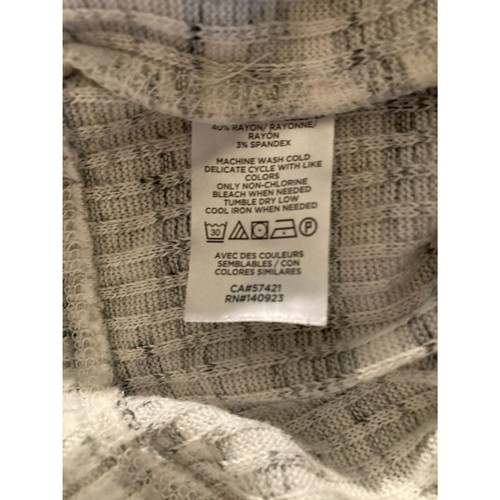 40% RAYON/ RAYONNE/
RAYÓN
3% SPANDEX
MACHINE WASH COLD
DELICATE CYCLE WITH LIKE
COLORS
ONLY NON-CHLORINE
BLEACH WHEN NEEDED
TUMBLE DRY LOW
COOL IRON WHEN NEEDED
30 P
AVEC DES COULEURS
SEMBLABLES / CON
COLORES SIMILARES
CA#57421
RN#140923